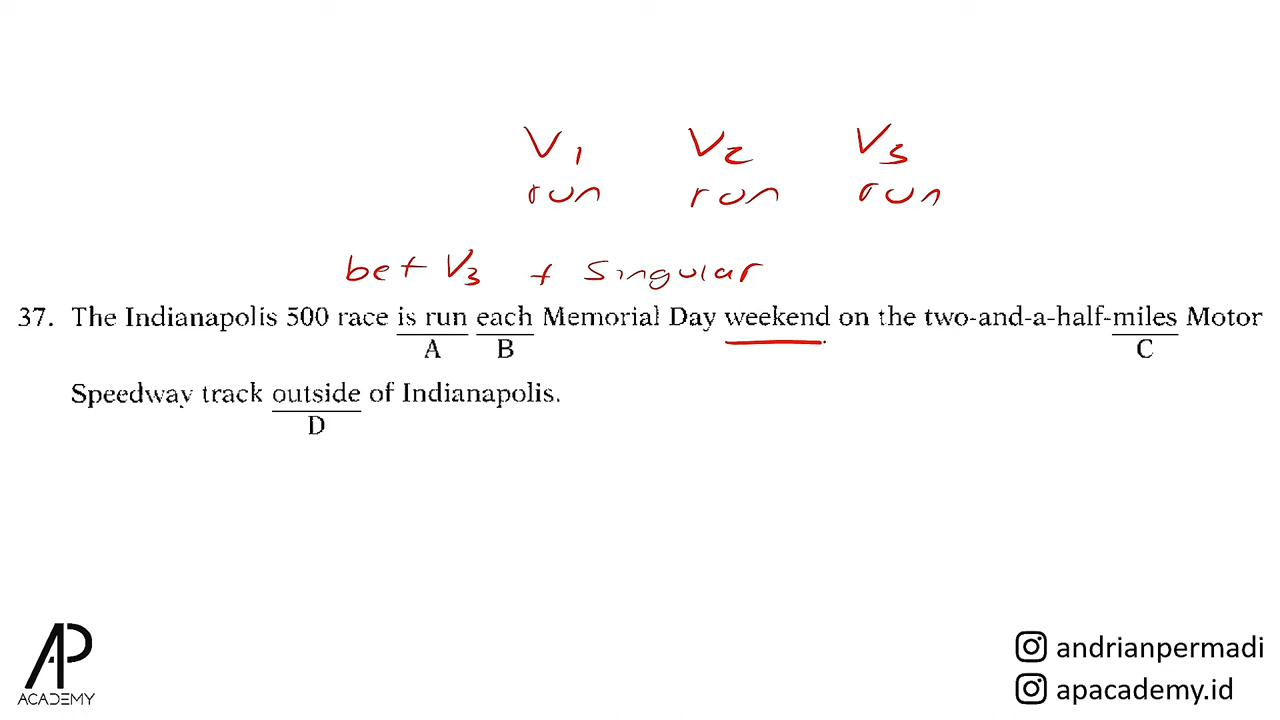 V1 V2 V3
run run run
be + V3 + Singular
37. The Indianapolis 500 race is run each Memorial Day weekend on the two-and-a-half-miles Motor
A B C
Speedway track outside of Indianapolis.
D
AP
ACADEMY
andrianpermadi
apacademy.id